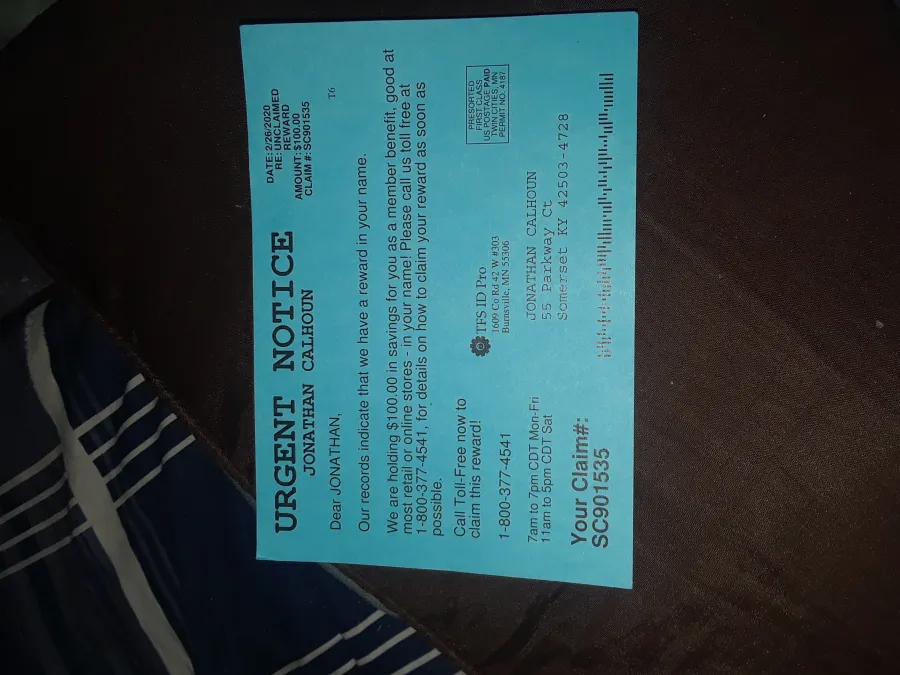 URGENT NOTICE
JONATHAN CALHOUN
DATE: 2/26/2020
RE: UNCLAIMED
REWARD
AMOUNT: $100.00
CLAIM #: SC901535
T6
Dear JONATHAN,
Our records indicate that we have a reward in your name.
We are holding $100.00 in savings for you as a member benefit, good at
most retail or online stores - in your name! Please call us toll free at
1-800-377-4541, for details on how to claim your reward as soon as
possible.
Call Toll-Free now to
claim this reward!
1-800-377-4541
7am to 7pm CDT Mon-Fri
11am to 5pm CDT Sat
Your Claim#:
SC901535
TFS ID Pro
1609 Co Rd 42 W #303
Burnsville, MN 55306
PRESORTED
FIRST CLASS
US POSTAGE PAID
TWIN CITIES, MN
PERMIT NO. 4187
JONATHAN CALHOUN
55 Parkway Ct
Somerset KY 42503-4728